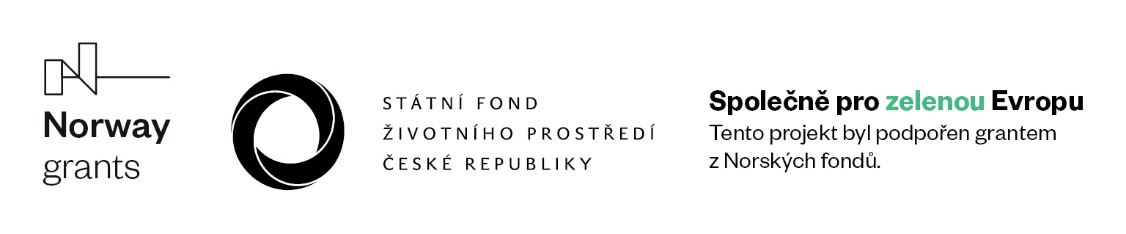 Norway
grants
STÁTNÍ FOND
ŽIVOTNÍHO PROSTŘEDÍ
ČESKÉ REPUBLIKY
Společně pro zelenou Evropu
Tento projekt byl podpořen grantem
z Norských fondů.